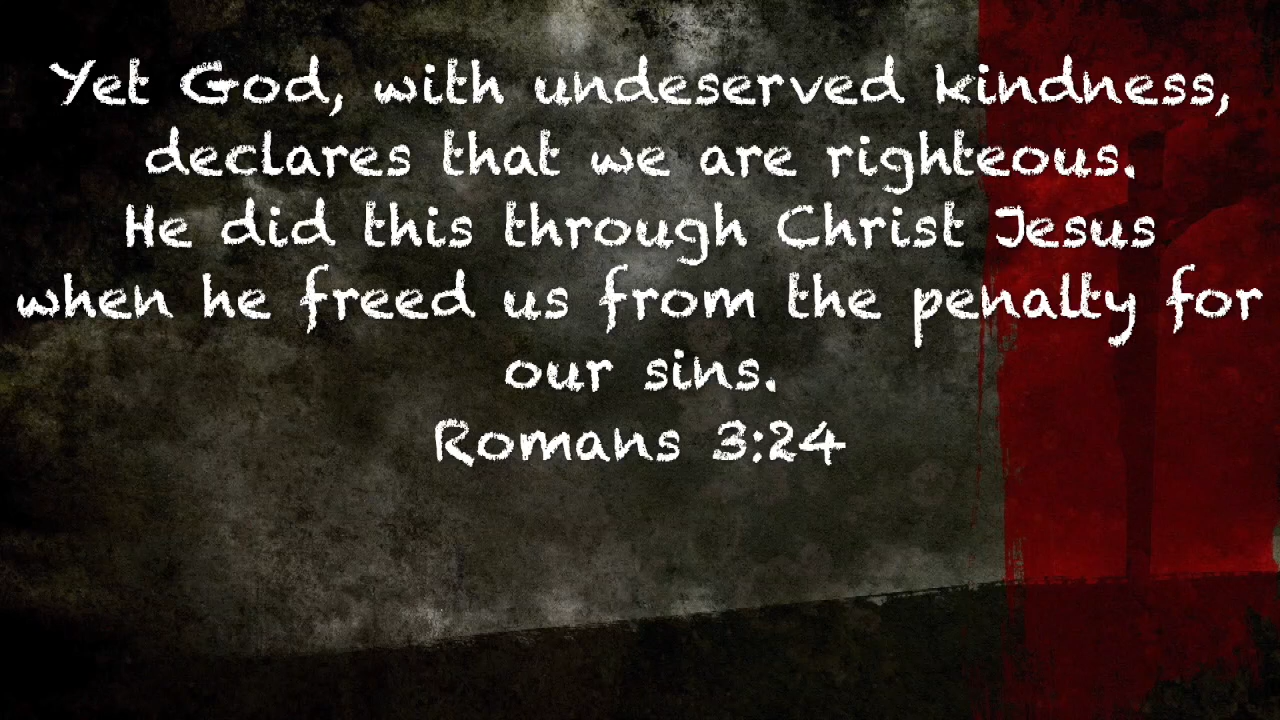 Yet God, with undeserved kindness,
declares that we are righteous.
He did this through Christ Jesus
when he freed us from the penalty for
our sins.
Romans 3:24